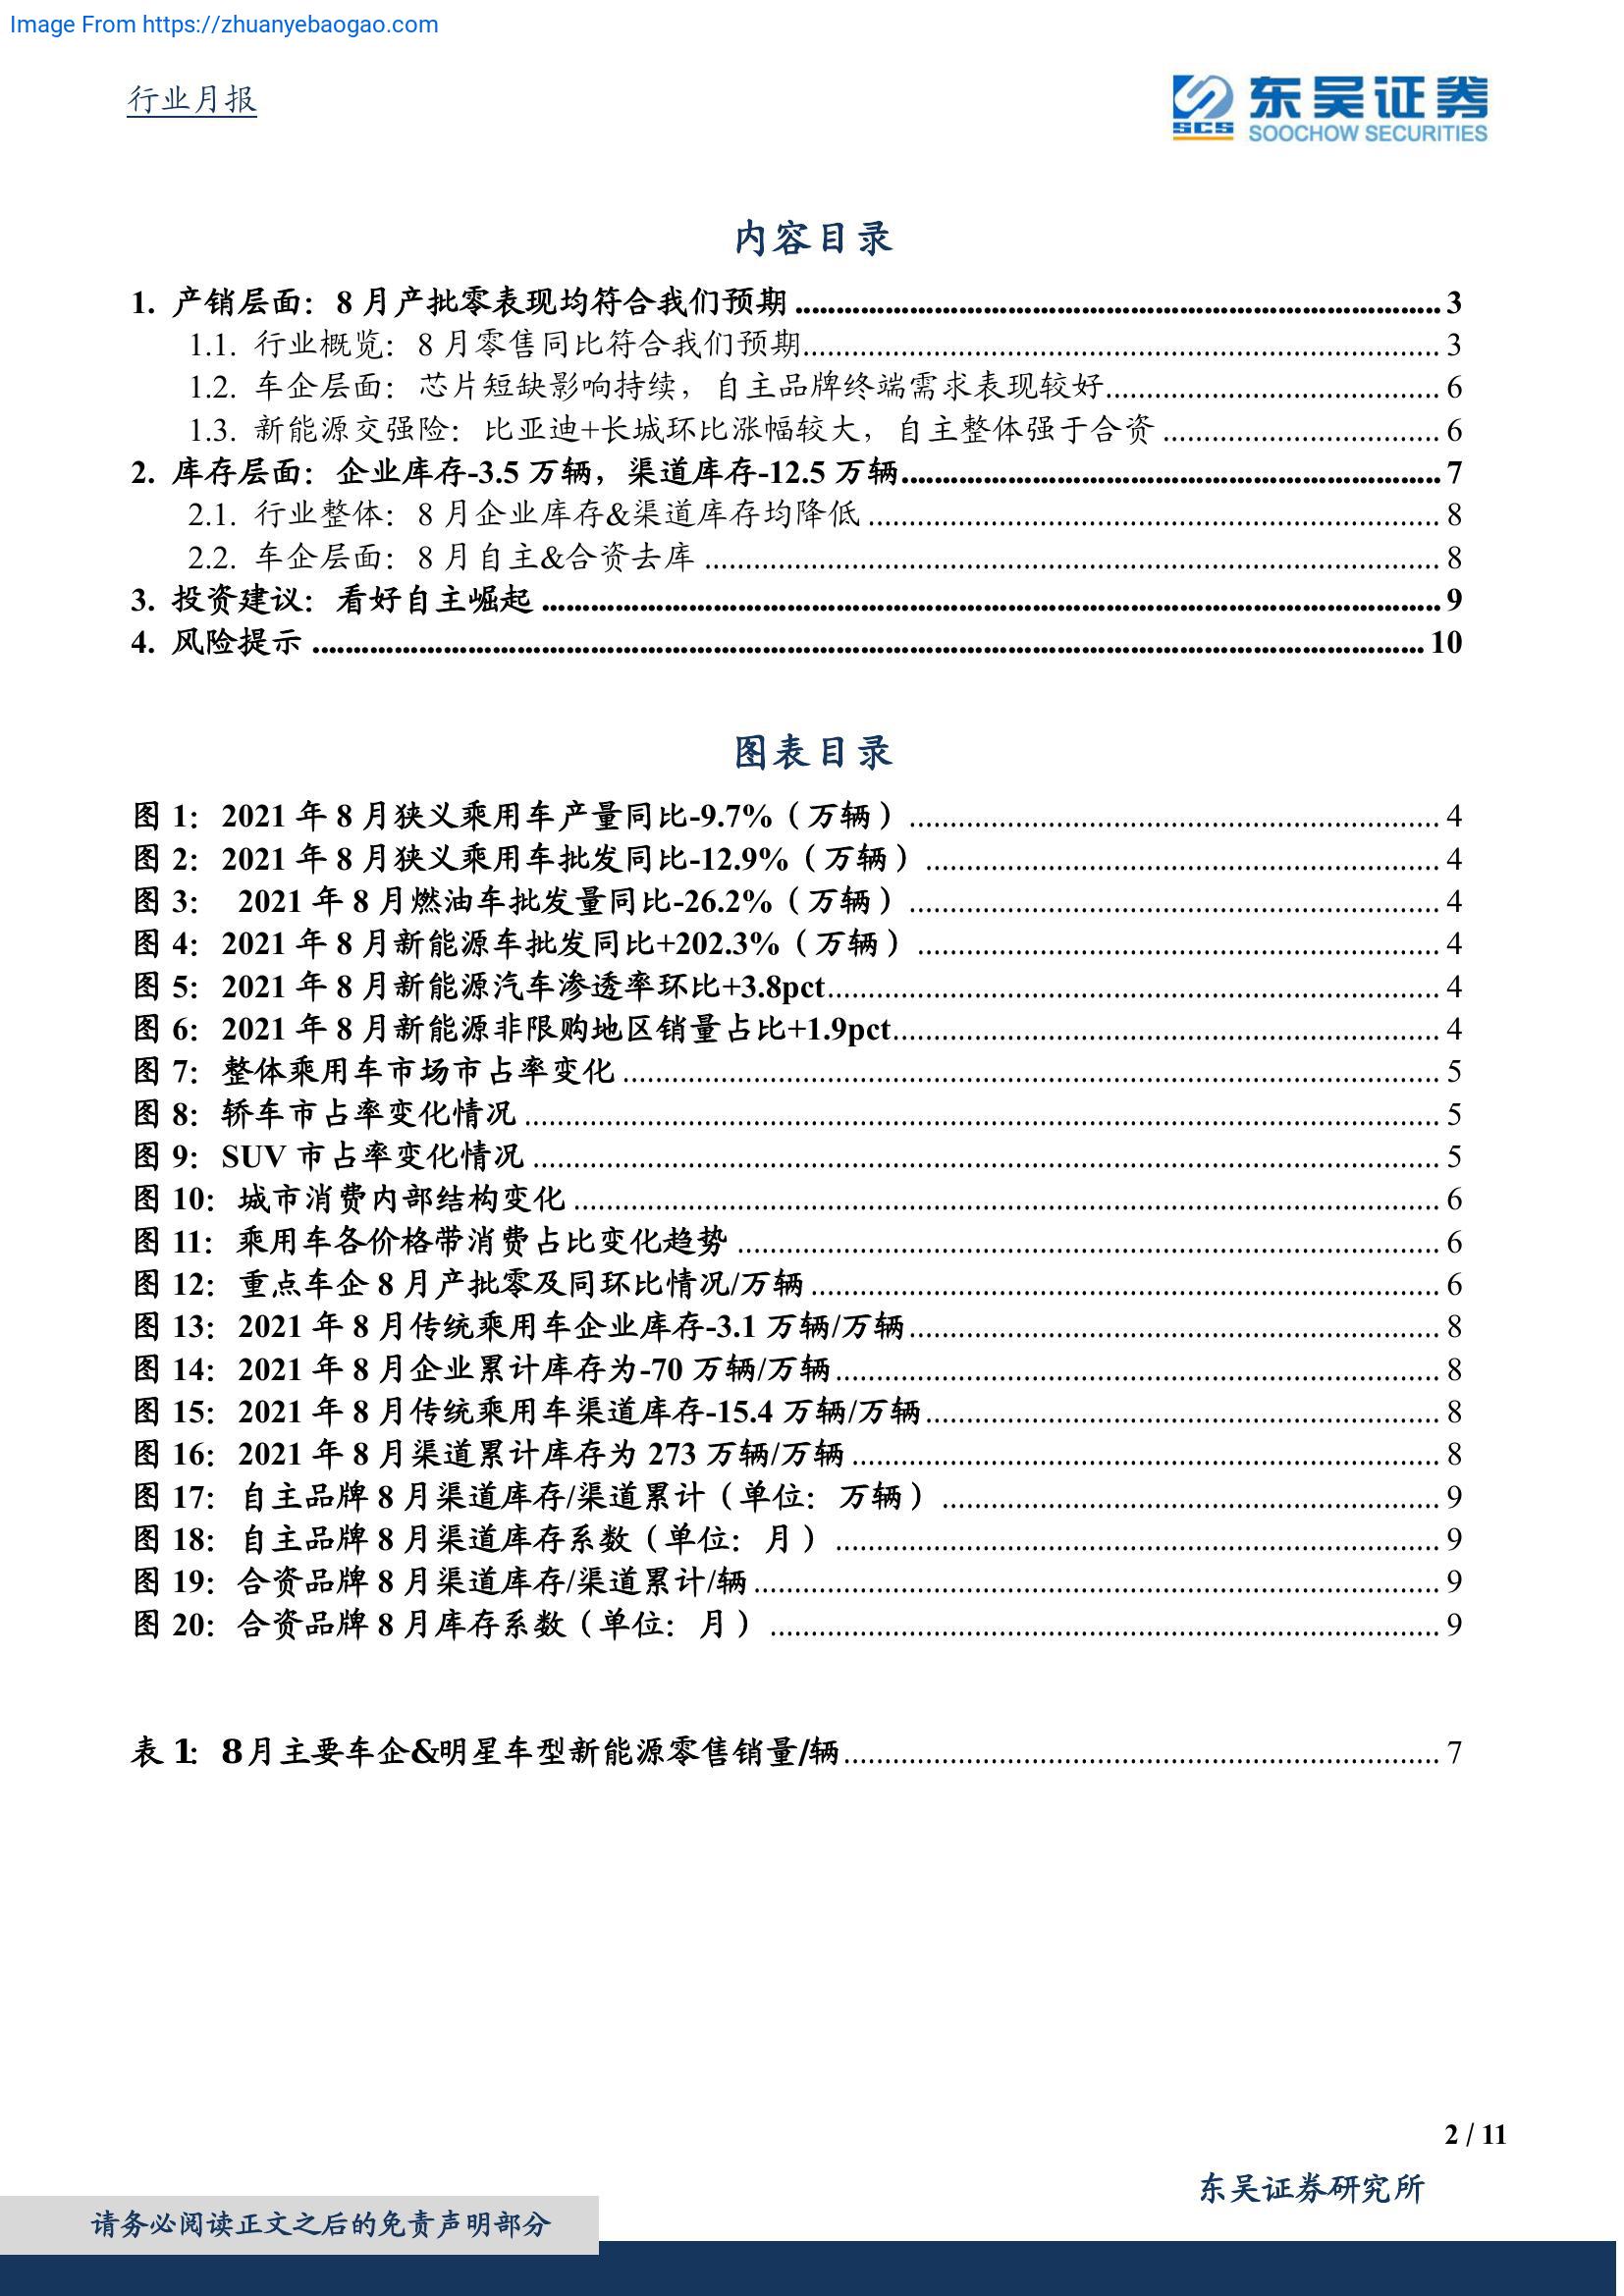 Image From https://zhuanyebaogao.com
行业月报
东吴证券
SCS
SOOCHOW SECURITIES
内容目录
1. 产销层面：8 月产批零表现均符合我们预期 3
1.1. 行业概览：8 月零售同比符合我们预期 3
1.2. 车企层面：芯片短缺影响持续，自主品牌终端需求表现较好 6
1.3. 新能源交强险：比亚迪+长城环比涨幅较大，自主整体强于合资 6
2. 库存层面：企业库存-3.5 万辆，渠道库存-12.5 万辆 7
2.1. 行业整体：8 月企业库存&渠道库存均降低 8
2.2. 车企层面：8 月自主&合资去库 8
3. 投资建议：看好自主崛起 9
4. 风险提示 10
图表目录
图 1：2021 年 8 月狭义乘用车产量同比-9.7%（万辆） 4
图 2：2021 年 8 月狭义乘用车批发同比-12.9%（万辆） 4
图 3： 2021 年 8 月燃油车批发量同比-26.2%（万辆） 4
图 4：2021 年 8 月新能源车批发同比+202.3%（万辆） 4
图 5：2021 年 8 月新能源汽车渗透率环比+3.8pct 4
图 6：2021 年 8 月新能源非限购地区销量占比+1.9pct 4
图 7：整体乘用车市场市占率变化 5
图 8：轿车市占率变化情况 5
图 9：SUV 市占率变化情况 5
图 10：城市消费内部结构变化 6
图 11：乘用车各价格带消费占比变化趋势 6
图 12：重点车企 8 月产批零及同环比情况/万辆 6
图 13：2021 年 8 月传统乘用车企业库存-3.1 万辆/万辆 8
图 14：2021 年 8 月企业累计库存为-70 万辆/万辆 8
图 15：2021 年 8 月传统乘用车渠道库存-15.4 万辆/万辆 8
图 16：2021 年 8 月渠道累计库存为 273 万辆/万辆 8
图 17：自主品牌 8 月渠道库存/渠道累计（单位：万辆） 9
图 18：自主品牌 8 月渠道库存系数（单位：月） 9
图 19：合资品牌 8 月渠道库存/渠道累计/辆 9
图 20：合资品牌 8 月库存系数（单位：月） 9
表 1：8月主要车企&明星车型新能源零售销量/辆 7
2 / 11
东吴证券研究所
请务必阅读正文之后的免责声明部分